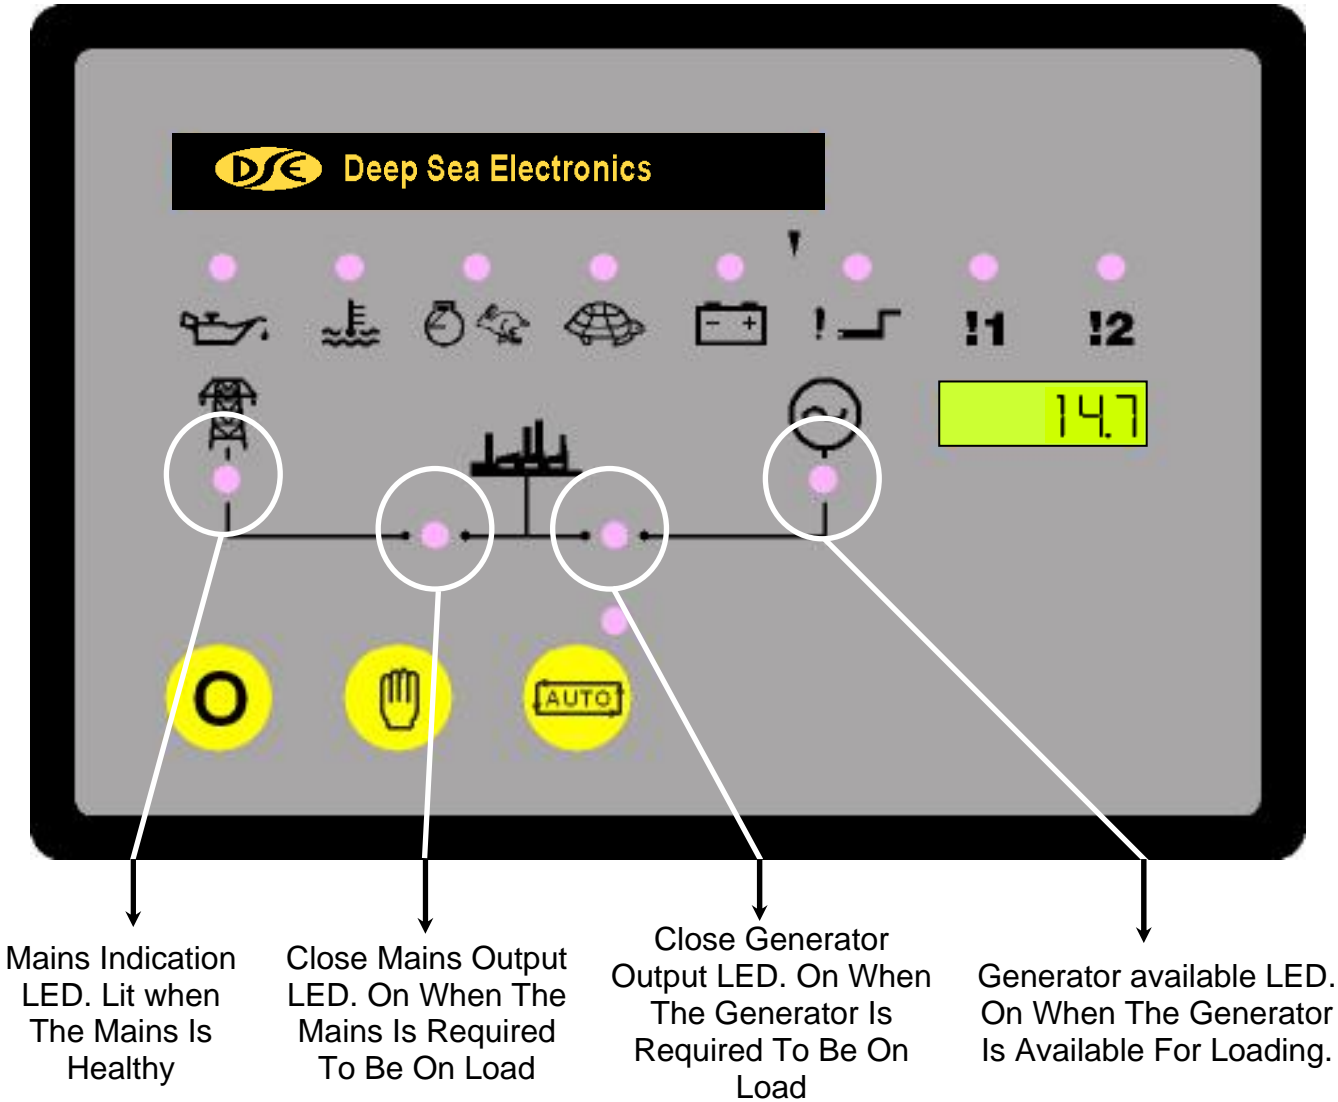 DSE Deep Sea Electronics
!
!1
!2
14.7
O
AUTO
Mains Indication
LED. Lit when
The Mains Is
Healthy
Close Mains Output
LED. On When The
Mains Is Required
To Be On Load
Close Generator
Output LED. On When
The Generator Is
Required To Be On
Load
Generator available LED.
On When The Generator
Is Available For Loading.